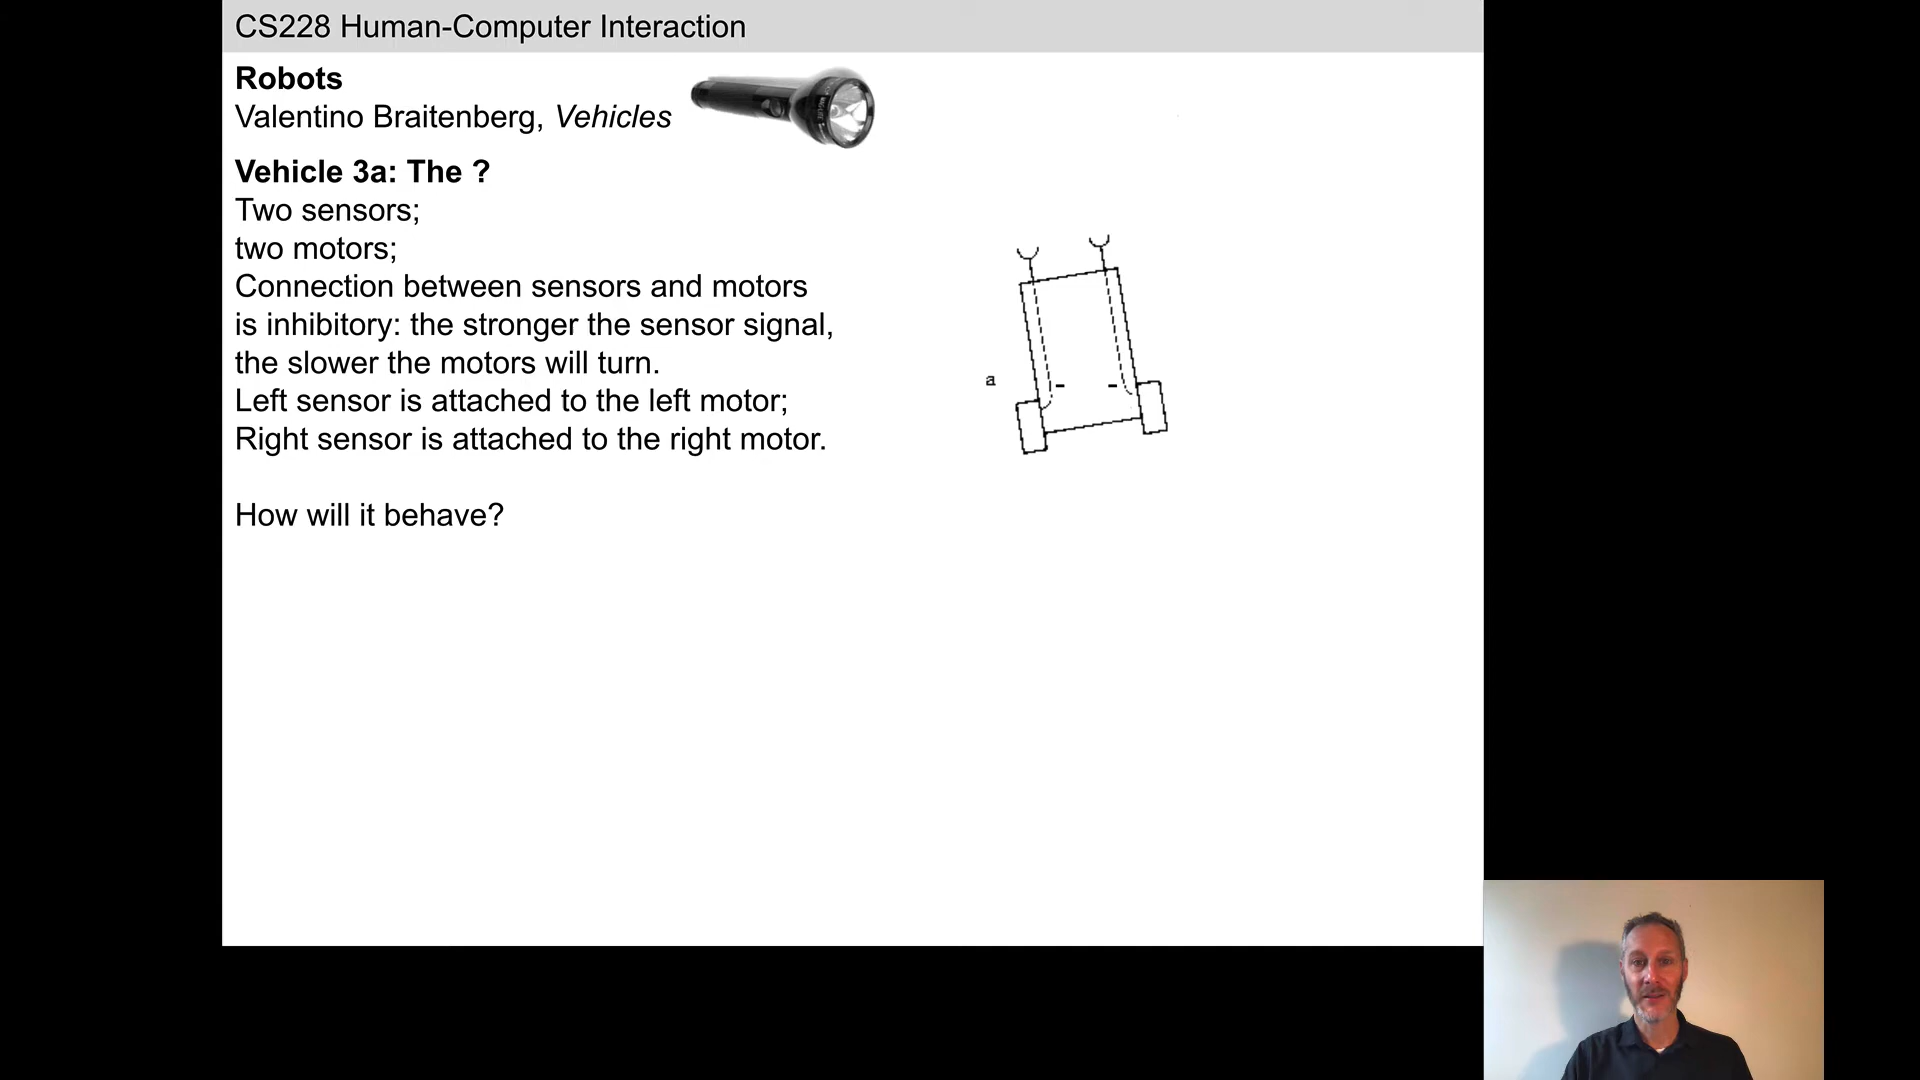 CS228 Human-Computer Interaction
Robots
Valentino Braitenberg, Vehicles
Vehicle 3a: The ?
Two sensors;
two motors;
Connection between sensors and motors
is inhibitory: the stronger the sensor signal,
the slower the motors will turn.
Left sensor is attached to the left motor;
Right sensor is attached to the right motor.
How will it behave?
a
- -